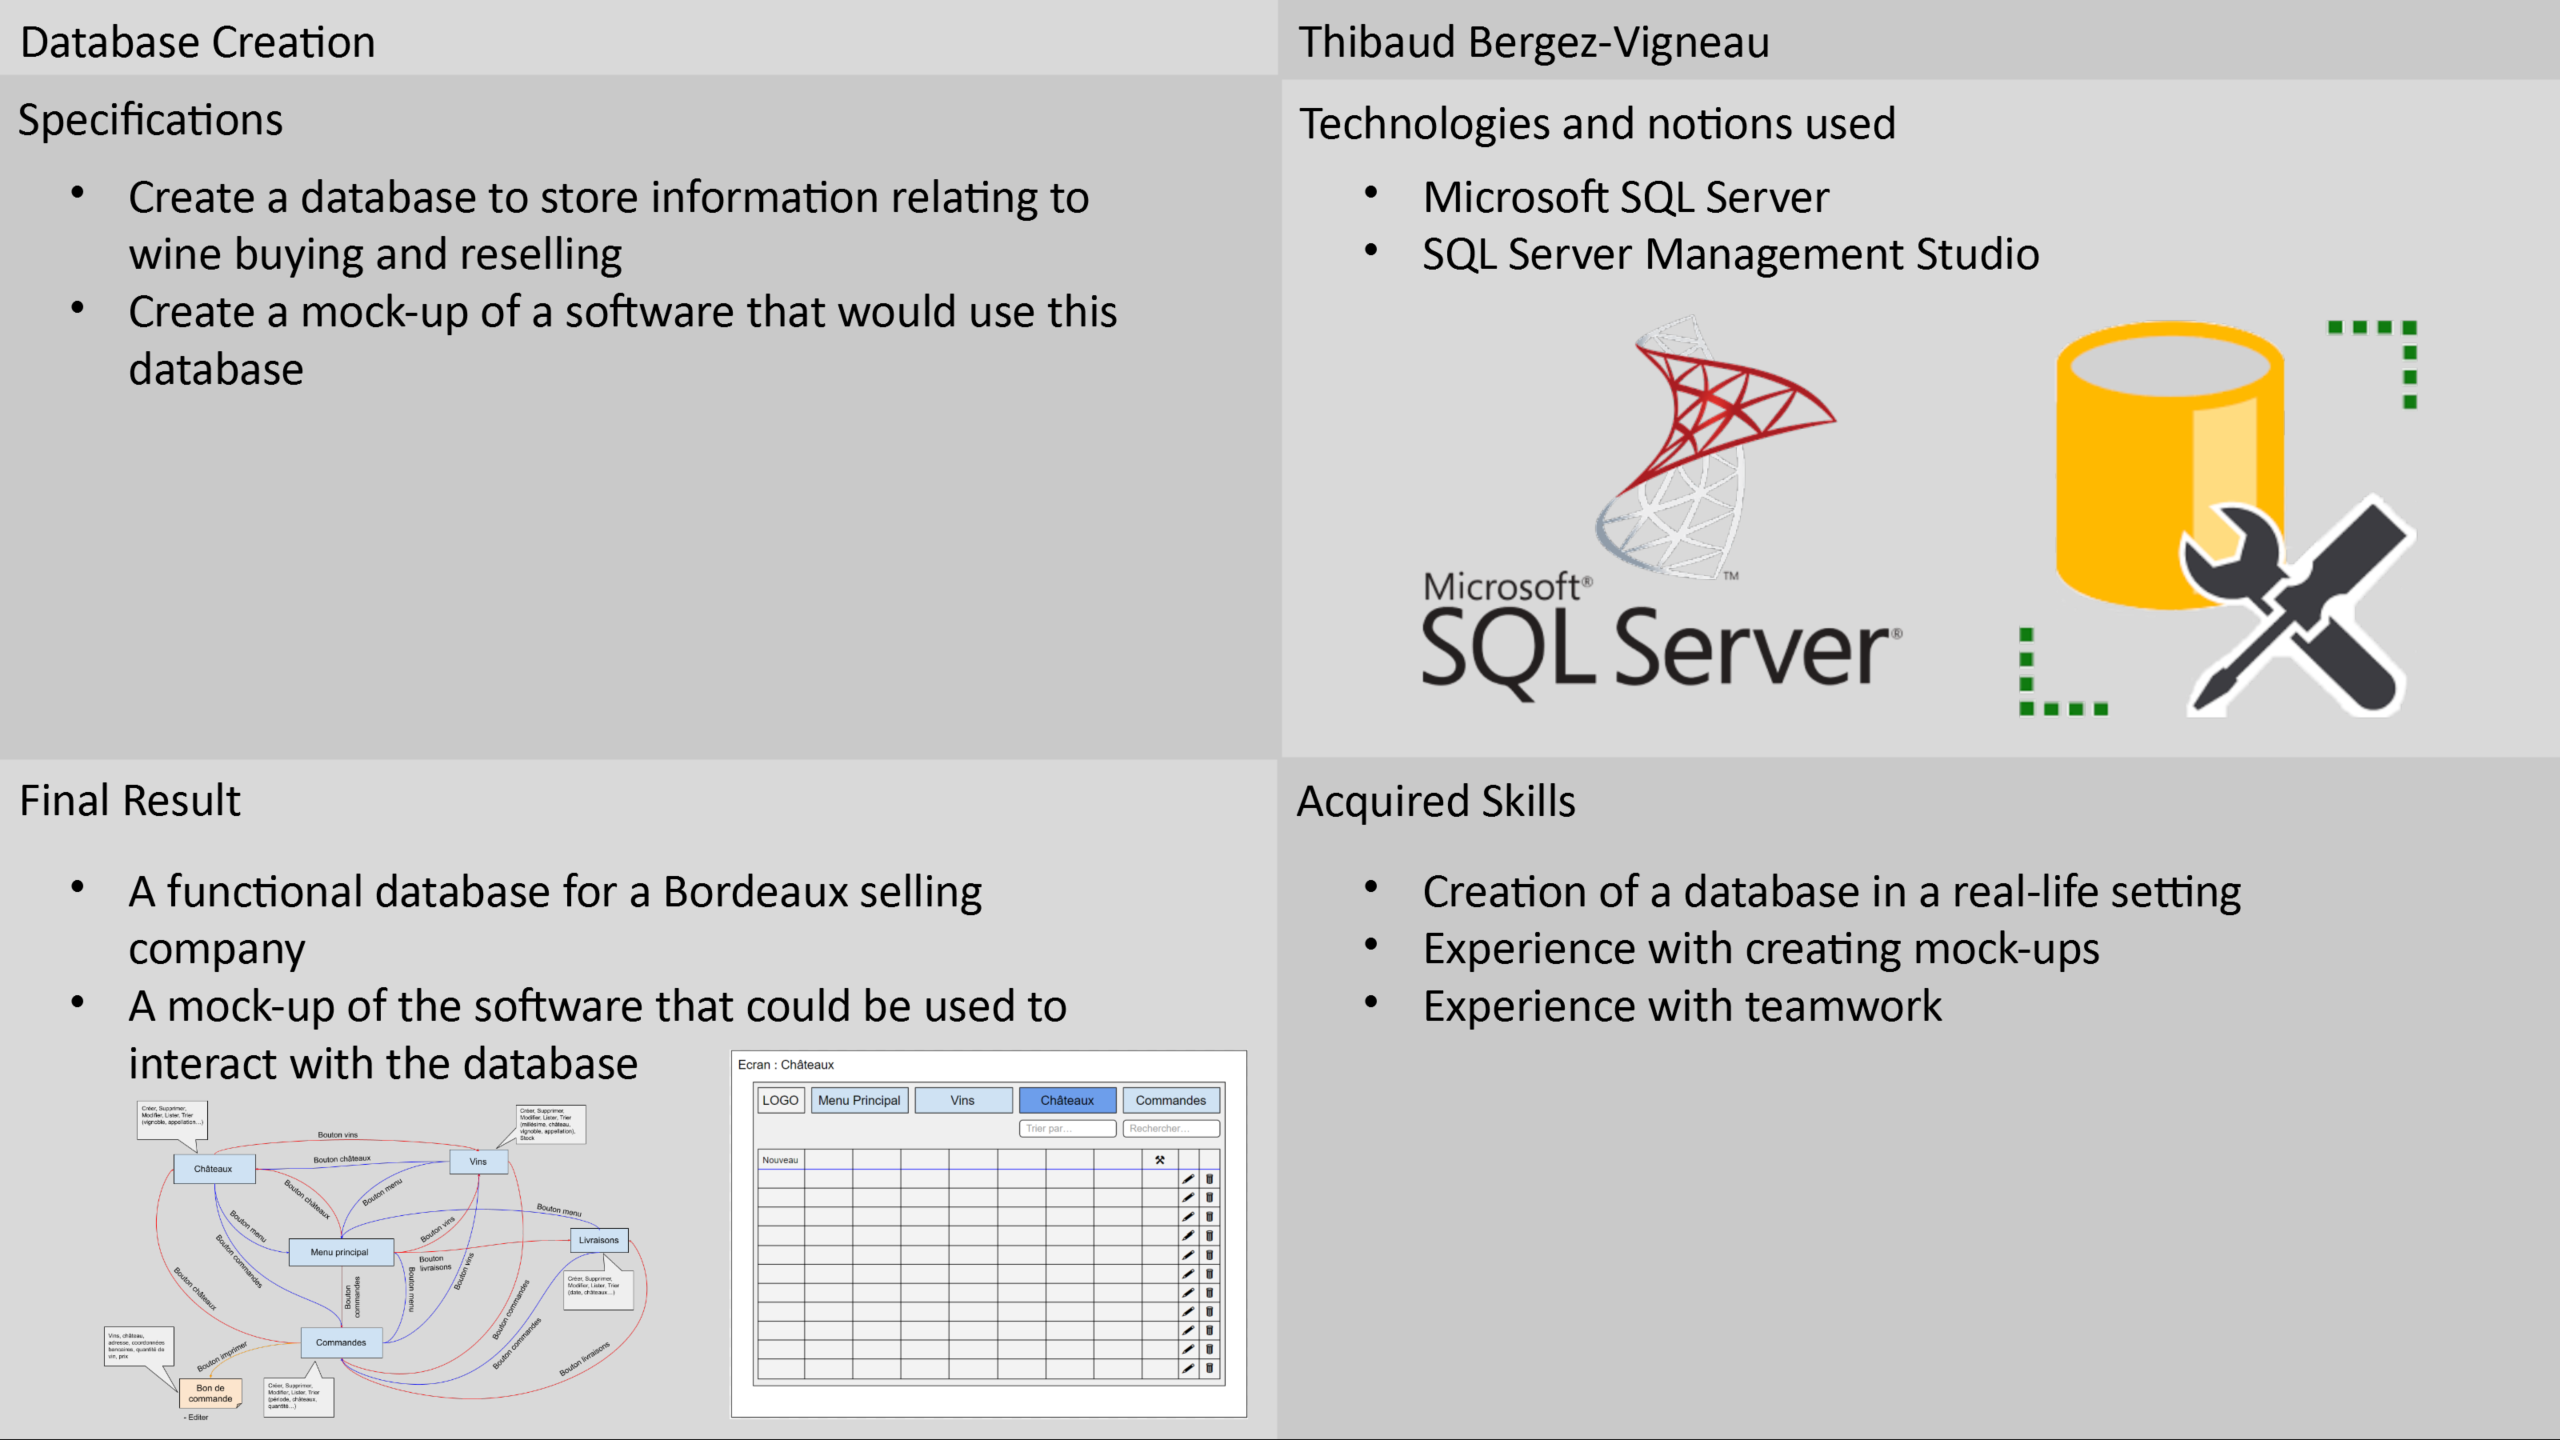 Database Creation
Thibaud Bergez-Vigneau
Specifications
• Create a database to store information relating to
wine buying and reselling
• Create a mock-up of a software that would use this
database
Technologies and notions used
• Microsoft SQL Server
• SQL Server Management Studio
Microsoft®
SQL Server®
TM
Final Result
• A functional database for a Bordeaux selling
company
• A mock-up of the software that could be used to
interact with the database
Créer, Supprimer,
Modifier, Lister, Trier
(vignoble, appellation...)
Créer, Supprimer,
Modifier, Lister, Trier
(millésime, château,
vignoble, appellation),
Stock
Bouton vins
Châteaux
Bouton châteaux
Vins
Bouton châteaux
Bouton menu
Bouton menu
Bouton vins
Bouton menu
Livraisons
Bouton commandes
Menu principal
Bouton
livraisons
Bouton vins
Créer, Supprimer,
Modifier, Lister, Trier
(date, châteaux...)
Bouton châteaux
Bouton
commandes
Bouton menu
Bouton commandes
Bouton commandes
Bouton livraisons
Commandes
Vins, château,
adresse, coordonnées
bancaires, quantité de
vin, prix
Bouton imprimer
Bon de
commande
- Editer
Créer, Supprimer,
Modifier, Lister, Trier
(période, châteaux,
quantité...)
Ecran : Châteaux
LOGO
Menu Principal
Vins
Châteaux
Commandes
Trier par...
Rechercher...
Nouveau
Acquired Skills
• Creation of a database in a real-life setting
• Experience with creating mock-ups
• Experience with teamwork